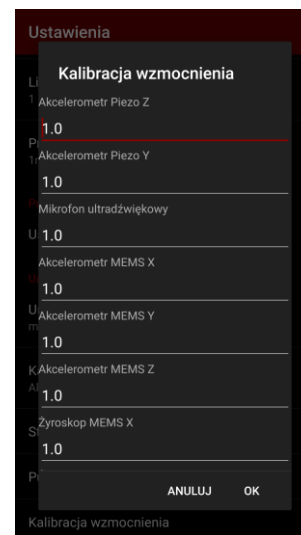 Ustawienia
Kalibracja wzmocnienia
Akcelerometr Piezo Z
1.0
Akcelerometr Piezo Y
1.0
Mikrofon ultradźwiękowy
1.0
Akcelerometr MEMS X
1.0
Akcelerometr MEMS Y
1.0
Akcelerometr MEMS Z
1.0
Żyroskop MEMS X
1.0
ANULUJ OK
Kalibracja wzmocnienia